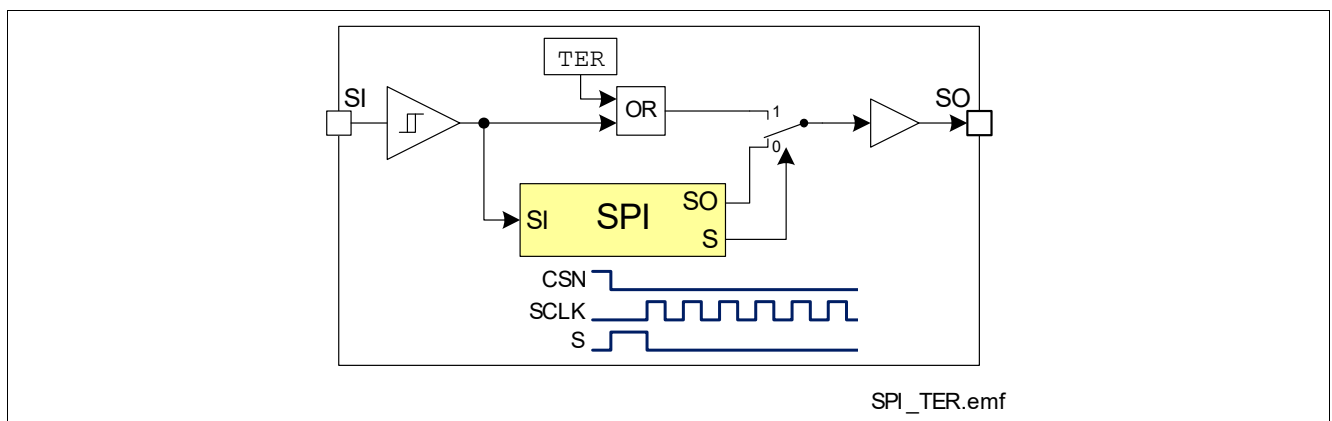 TER
SI
OR
1
SO
0
SO
SI
SPI
S
CSN
SCLK
S
SPI_TER.emf